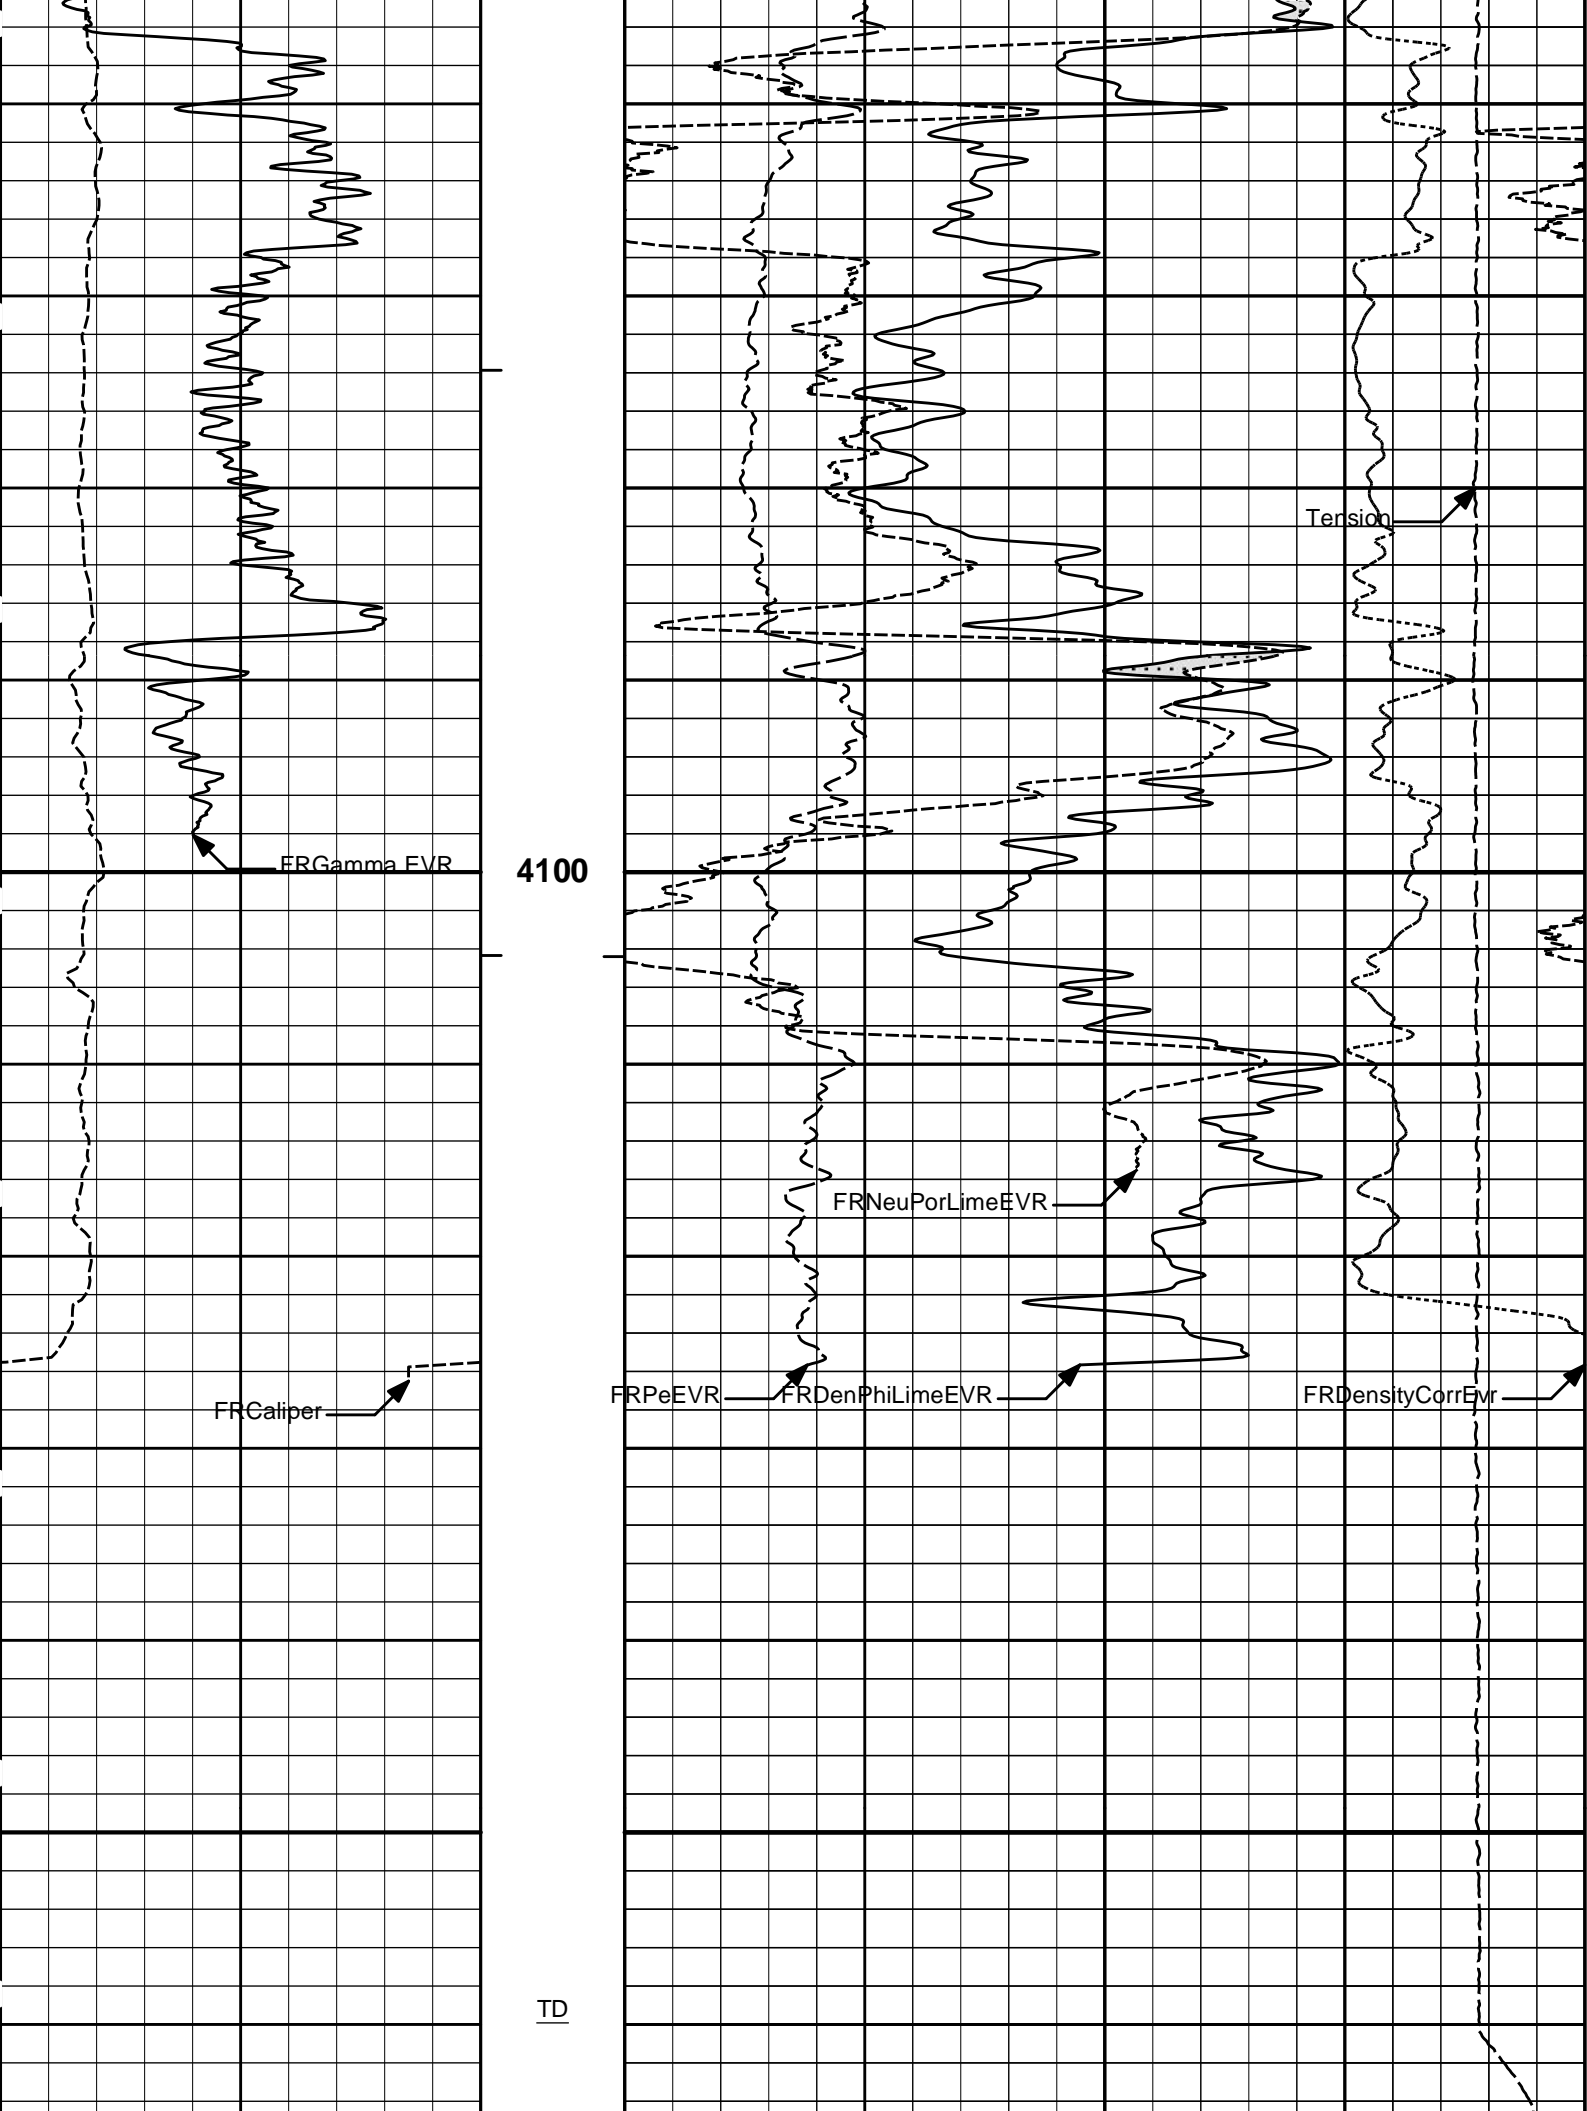 Tension
FRGamma EVR
4100
FRNeuPorLimeEVR
FRPeEVR
FRDenPhiLimeEVR
FRDensityCorrEvr
FRCaliper
TD